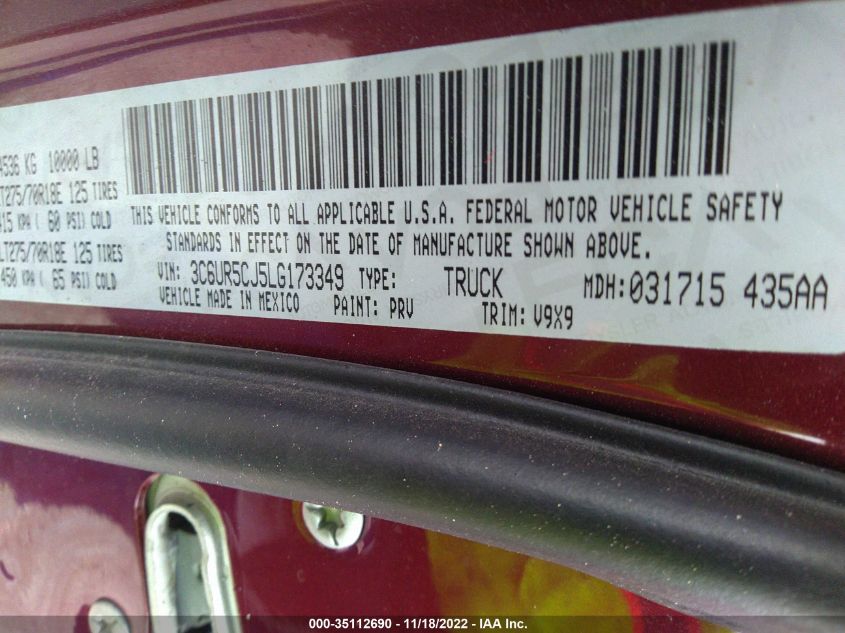 4536 KG 10000 LB
LT275/70R18E 125 TIRES
415 KPA ( 60 PSI) COLD
LT275/70R18E 125 TIRES
450 KPA ( 65 PSI) COLD
THIS VEHICLE CONFORMS TO ALL APPLICABLE U.S.A. FEDERAL MOTOR VEHICLE SAFETY
STANDARDS IN EFFECT ON THE DATE OF MANUFACTURE SHOWN ABOVE.
VIN: 3C6UR5CJ5LG173349 TYPE: TRUCK MDH:031715 435AA
VEHICLE MADE IN MEXICO PAINT: PRV TRIM: V9X9
000-35112690 - 11/18/2022 - IAA Inc.